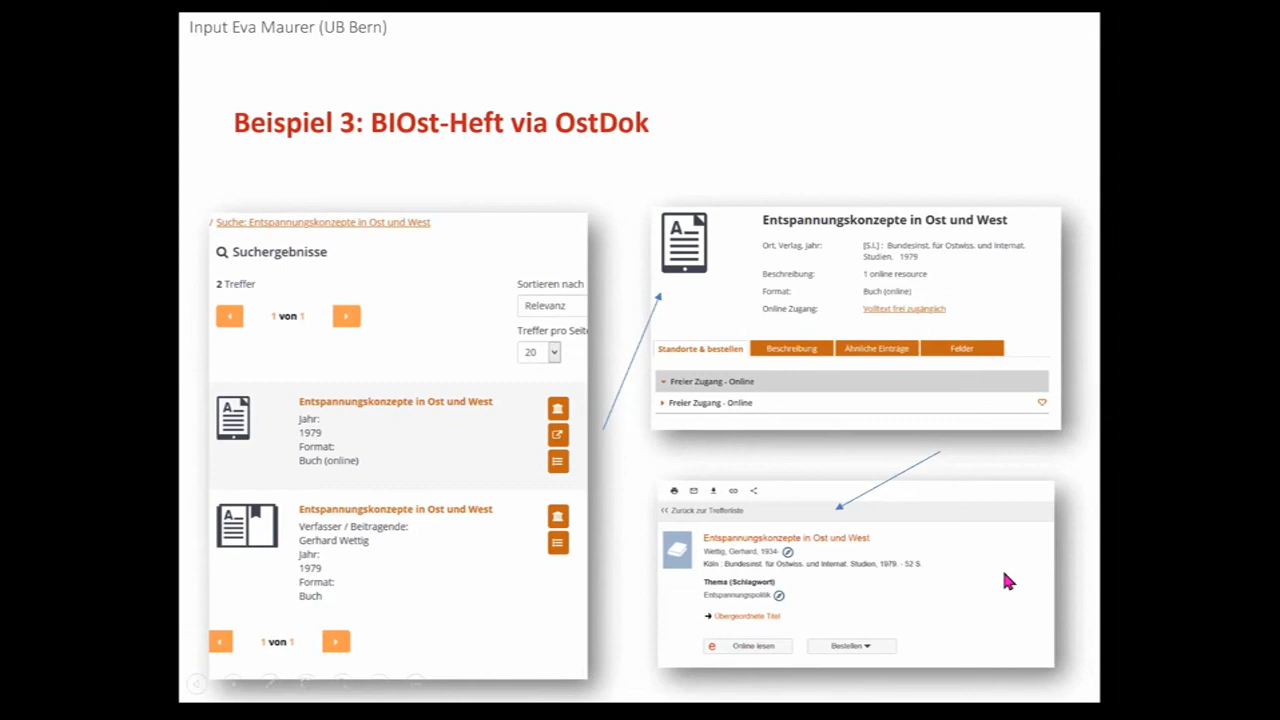 Input Eva Maurer (UB Bern)
Beispiel 3: BIOst-Heft via OstDok
/ Suche: Entspannungskonzepte in Ost und West
Suchergebnisse
2 Treffer
Sortieren nach
1 von 1
Relevanz
Treffer pro Seite
20
Entspannungskonzepte in Ost und West
Jahr:
1979
Format:
Buch (online)
Entspannungskonzepte in Ost und West
Verfasser / Beitragende:
Gerhard Wettig
Jahr:
1979
Format:
Buch
1 von 1
Entspannungskonzepte in Ost und West
Ort, Verlag, Jahr: [S.l.] : Bundesinst. für Ostwiss. und Internat.
Studien, 1979
Beschreibung: 1 online resource
Format: Buch (online)
Online Zugang: Volltext frei zugänglich
Standorte & bestellen Beschreibung Ähnliche Einträge Felder
Freier Zugang - Online
Freier Zugang - Online
<< Zurück zur Trefferliste
Entspannungskonzepte in Ost und West
Wettig, Gerhard, 1934-
Köln : Bundesinst. für Ostwiss. und Internat. Studien, 1979. - 52 S.
Thema (Schlagwort)
Entspannungspolitik
➔ Übergeordnete Titel
e Online lesen Bestellen